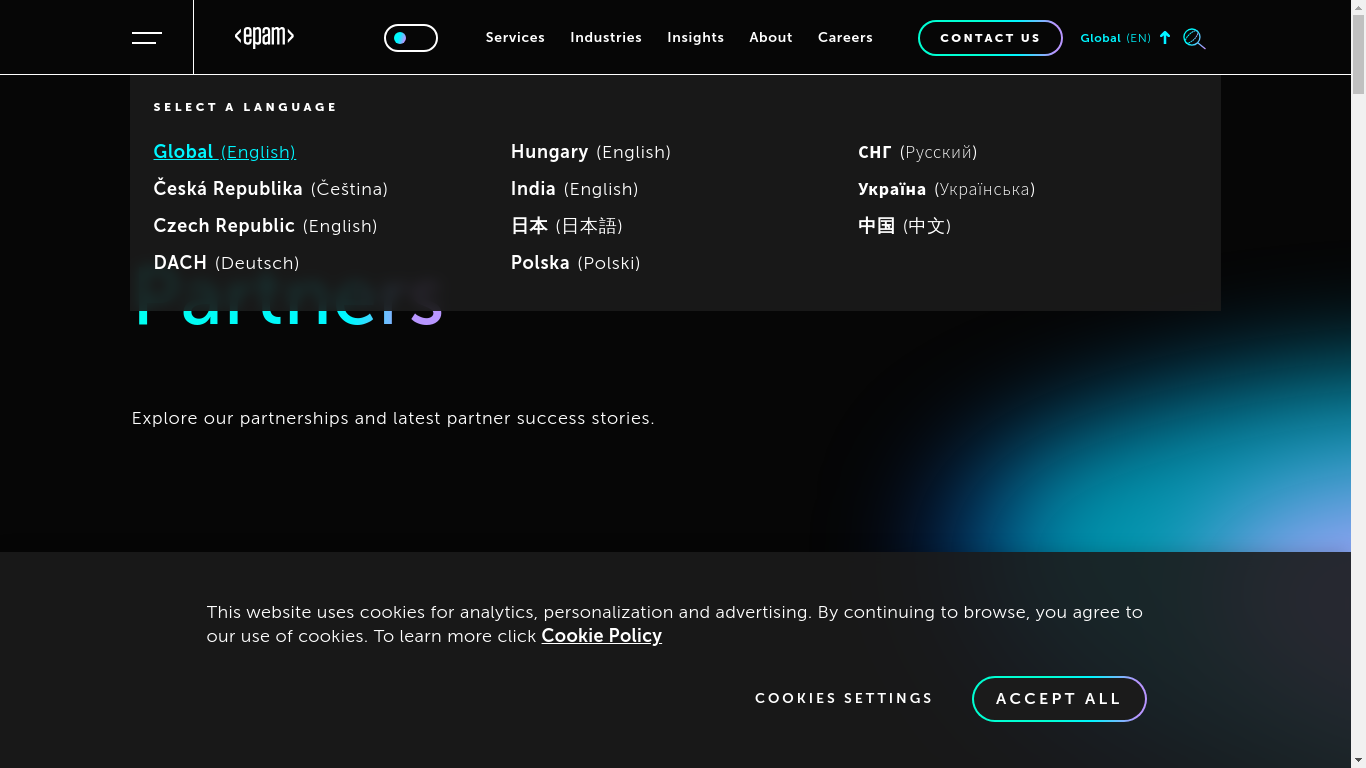 <epam>
Services Industries Insights About Careers CONTACT US Global (EN)
SELECT A LANGUAGE
Global (English)
Česká Republika (Čeština)
Czech Republic (English)
DACH (Deutsch)
Hungary (English)
India (English)
日本 (日本語)
Polska (Polski)
СНГ (Русский)
Україна (Українська)
中国 (中文)
Partners
Explore our partnerships and latest partner success stories.
This website uses cookies for analytics, personalization and advertising. By continuing to browse, you agree to
our use of cookies. To learn more click Cookie Policy
COOKIES SETTINGS ACCEPT ALL